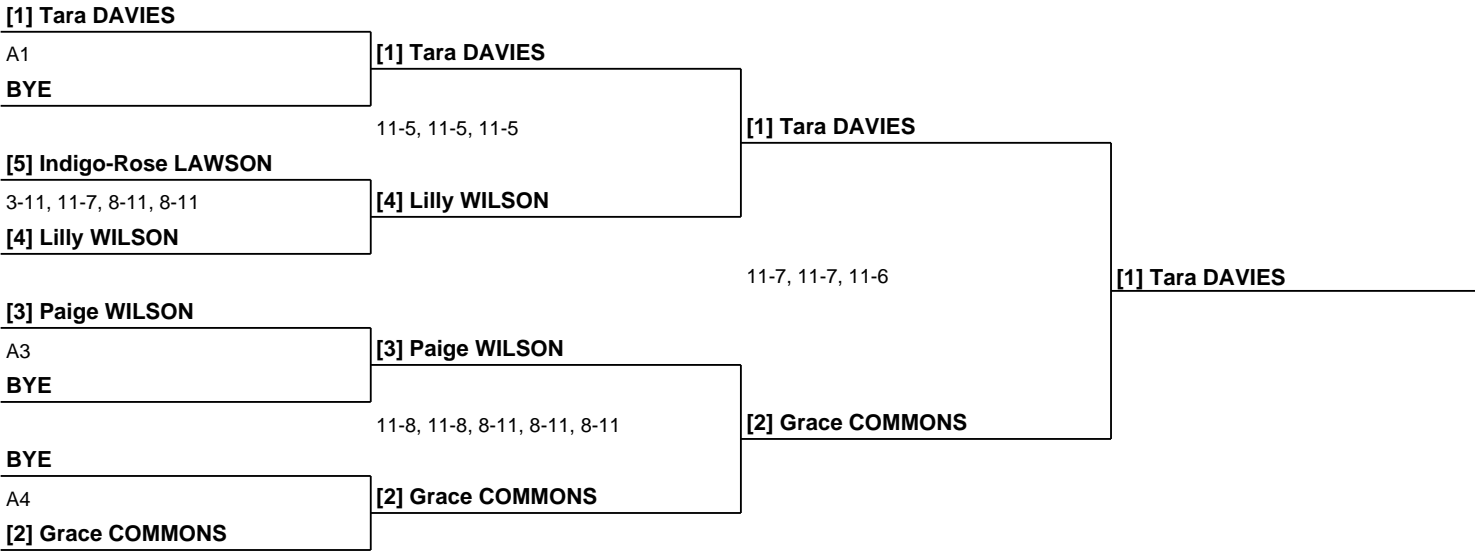 [1] Tara DAVIES
A1
BYE
[1] Tara DAVIES
11-5, 11-5, 11-5
[1] Tara DAVIES
[5] Indigo-Rose LAWSON
3-11, 11-7, 8-11, 8-11
[4] Lilly WILSON
[4] Lilly WILSON
11-7, 11-7, 11-6
[1] Tara DAVIES
[3] Paige WILSON
A3
BYE
[3] Paige WILSON
11-8, 11-8, 8-11, 8-11, 8-11
[2] Grace COMMONS
BYE
A4
[2] Grace COMMONS
[2] Grace COMMONS